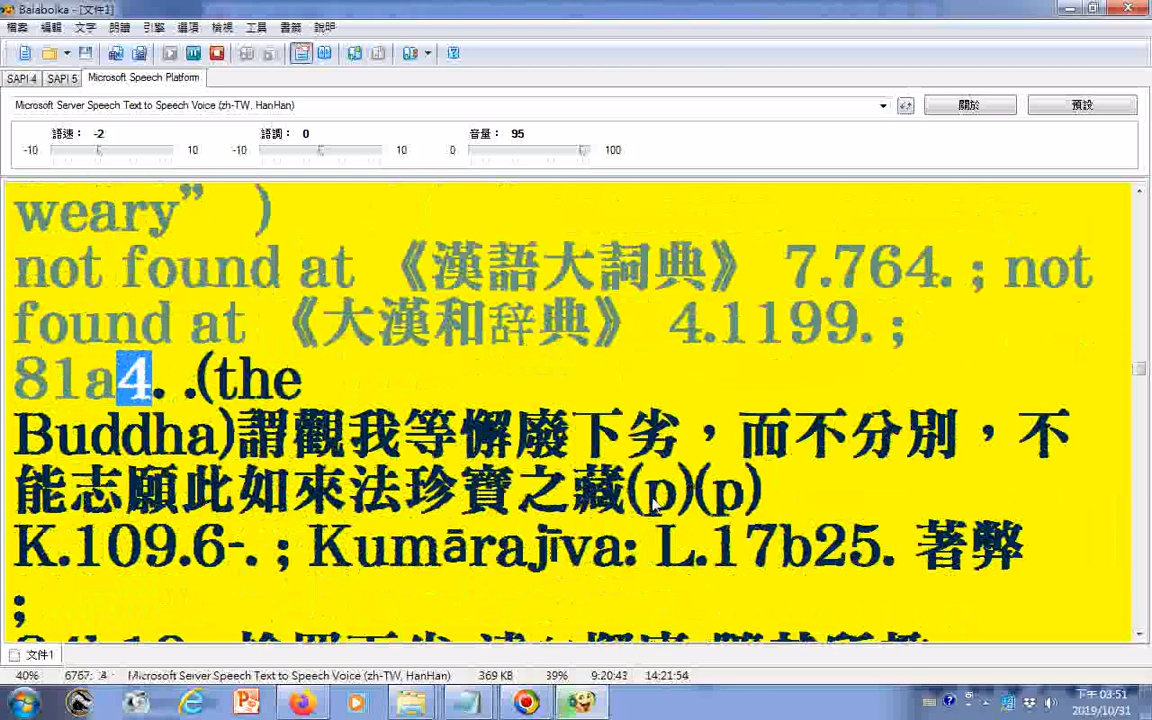 Balabolka - [文件1]
檔案 編輯 文字 朗讀 引擎 選項 檢視 工具 書籤 說明
SAPI 4 SAPI 5 Microsoft Speech Platform
Microsoft Server Speech Text to Speech Voice (zh-TW, HanHan) 關於 預設
語速： -2 語調： 0 音量： 95
-10 10 -10 10 0 100
weary” )
not found at 《漢語大詞典》 7.764. ; not
found at 《大漢和辞典》 4.1199. ;
81a4. .(the
Buddha)謂觀我等懈廢下劣，而不分別，不
能志願此如來法珍寶之藏(p)(p)
K.109.6-. ; Kumārajīva: L.17b25. 著弊
;
文件1
40% 6767: Microsoft Server Speech Text to Speech Voice (zh-TW, HanHan) 369 KB 39% 9:20:43 14:21:54
下午 03:51
2019/10/31